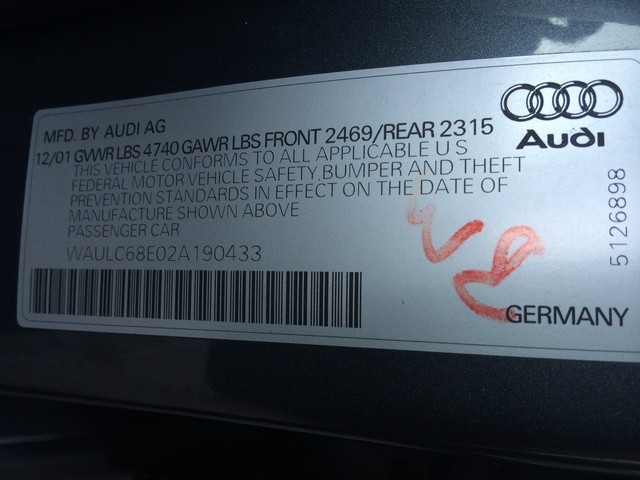 MFD. BY AUDI AG
12/01 GVWR LBS 4740 GAWR LBS FRONT 2469/REAR 2315
THIS VEHICLE CONFORMS TO ALL APPLICABLE U S
FEDERAL MOTOR VEHICLE SAFETY, BUMPER AND THEFT
PREVENTION STANDARDS IN EFFECT ON THE DATE OF
MANUFACTURE SHOWN ABOVE
PASSENGER CAR
WAULC68E02A190433
Audi
5126898
GERMANY